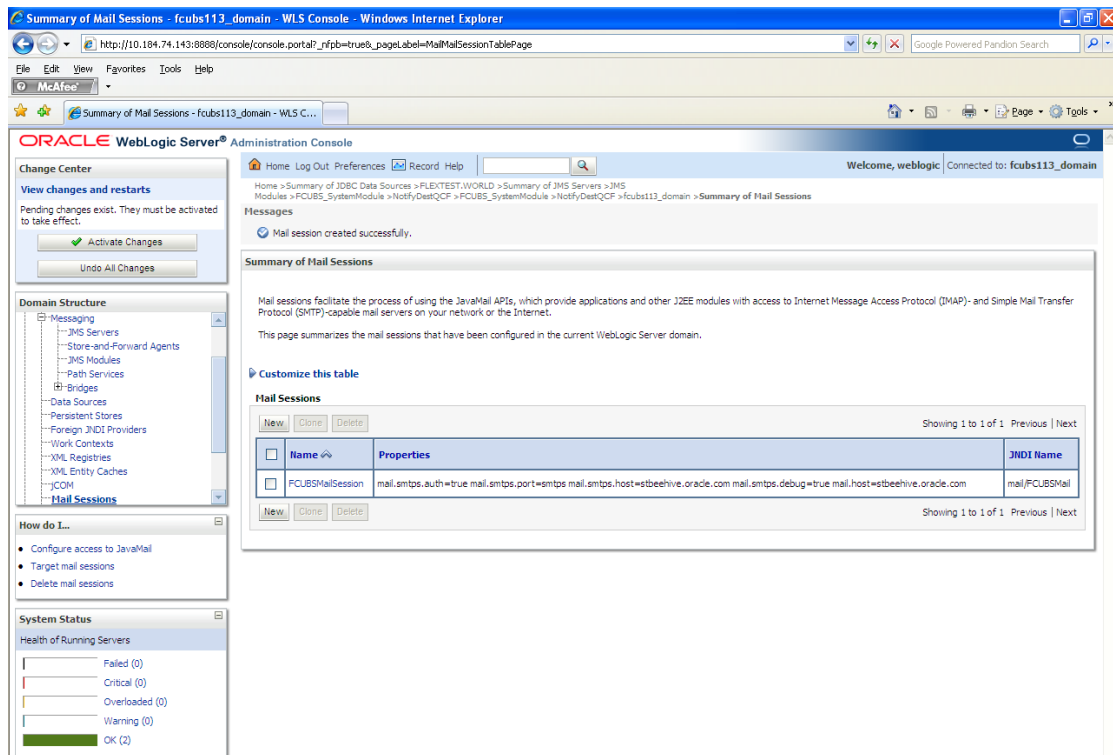 Summary of Mail Sessions - fcubs113_domain - WLS Console - Windows Internet Explorer
http://10.184.74.143:8888/console/console.portal?_nfpb=true&_pageLabel=MailMailSessionTablePage
Google Powered Pandion Search
File Edit View Favorites Tools Help
McAfee
Summary of Mail Sessions - fcubs113_domain - WLS C...
Page Tools
ORACLE WebLogic Server® Administration Console
Change Center
View changes and restarts
Pending changes exist. They must be activated
to take effect.
Activate Changes
Undo All Changes
Domain Structure
Messaging
JMS Servers
Store-and-Forward Agents
JMS Modules
Path Services
Bridges
Data Sources
Persistent Stores
Foreign JNDI Providers
Work Contexts
XML Registries
XML Entity Caches
jCOM
Mail Sessions
How do I...
Configure access to JavaMail
Target mail sessions
Delete mail sessions
System Status
Health of Running Servers
Failed (0)
Critical (0)
Overloaded (0)
Warning (0)
OK (2)
Home Log Out Preferences Record Help
Welcome, weblogic Connected to: fcubs113_domain
Home >Summary of JDBC Data Sources >FLEXTEST.WORLD >Summary of JMS Servers >JMS
Modules >FCUBS_SystemModule >NotifyDestQCF >FCUBS_SystemModule >NotifyDestQCF >fcubs113_domain >Summary of Mail Sessions
Messages
Mail session created successfully.
Summary of Mail Sessions
Mail sessions facilitate the process of using the JavaMail APIs, which provide applications and other J2EE modules with access to Internet Message Access Protocol (IMAP)- and Simple Mail Transfer
Protocol (SMTP)-capable mail servers on your network or the Internet.
This page summarizes the mail sessions that have been configured in the current WebLogic Server domain.
Customize this table
Mail Sessions
New Clone Delete
Showing 1 to 1 of 1 Previous | Next
Name Properties JNDI Name
FCUBSMailSession mail.smtps.auth=true mail.smtps.port=smtps mail.smtps.host=stbeehive.oracle.com mail.smtps.debug=true mail.host=stbeehive.oracle.com mail/FCUBSMail
New Clone Delete
Showing 1 to 1 of 1 Previous | Next